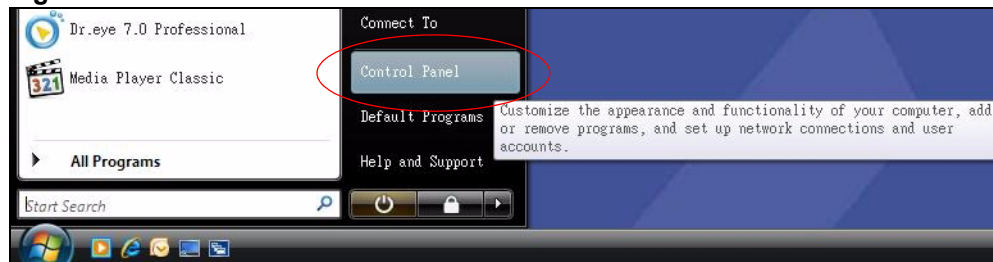 Dr.eye 7.0 Professional
Media Player Classic
All Programs
Start Search
Connect To
Control Panel
Default Programs
Help and Support
Customize the appearance and functionality of your computer, add
or remove programs, and set up network connections and user
accounts.
321